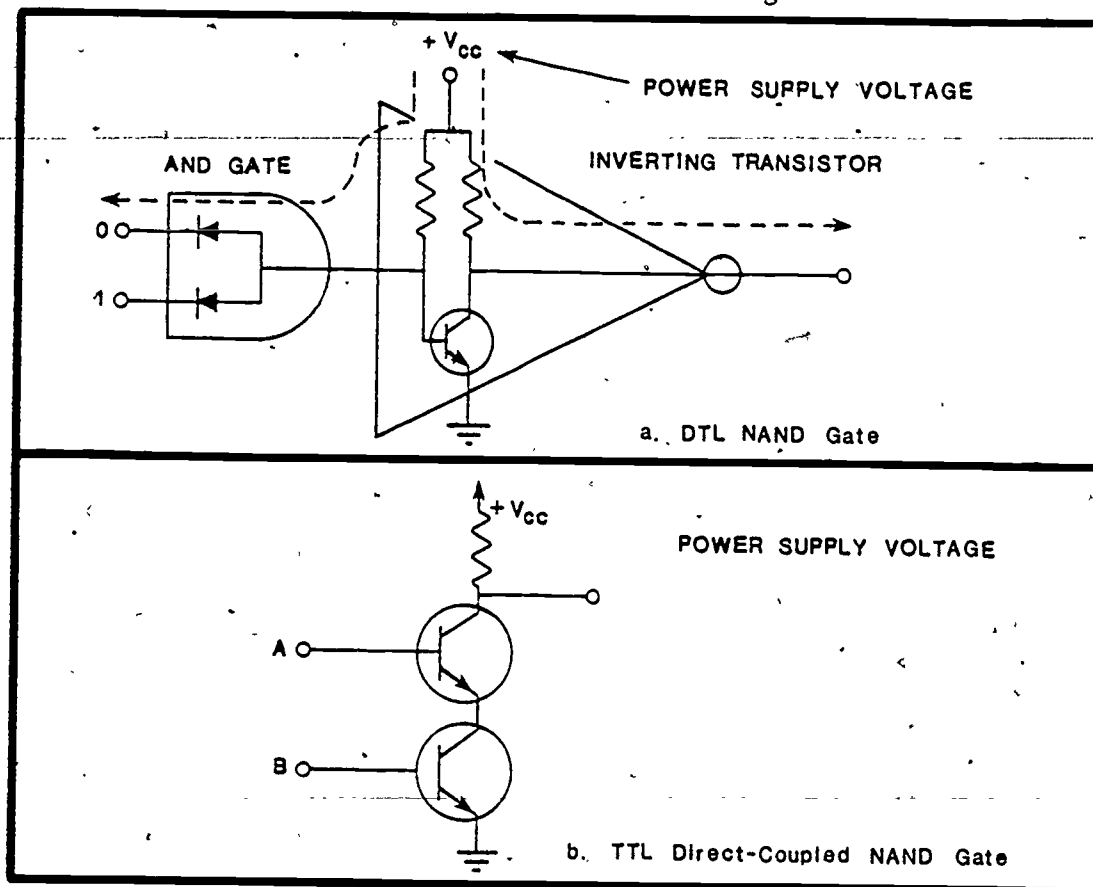 + Vcc
POWER SUPPLY VOLTAGE
AND GATE
INVERTING TRANSISTOR
0
1
a. DTL NAND Gate
+ Vcc
POWER SUPPLY VOLTAGE
A
B
b. TTL Direct-Coupled NAND Gate